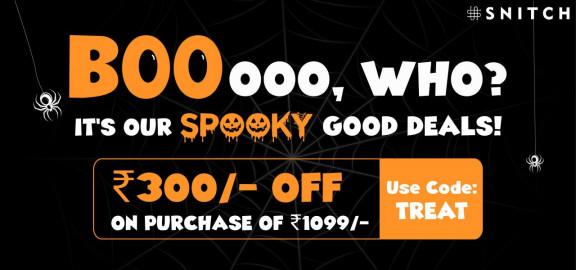 #SNITCH
BOOOOO, WHO?
IT'S OUR SPOOKY GOOD DEALS!
₹300/- OFF
ON PURCHASE OF ₹1099/-
Use Code:
TREAT